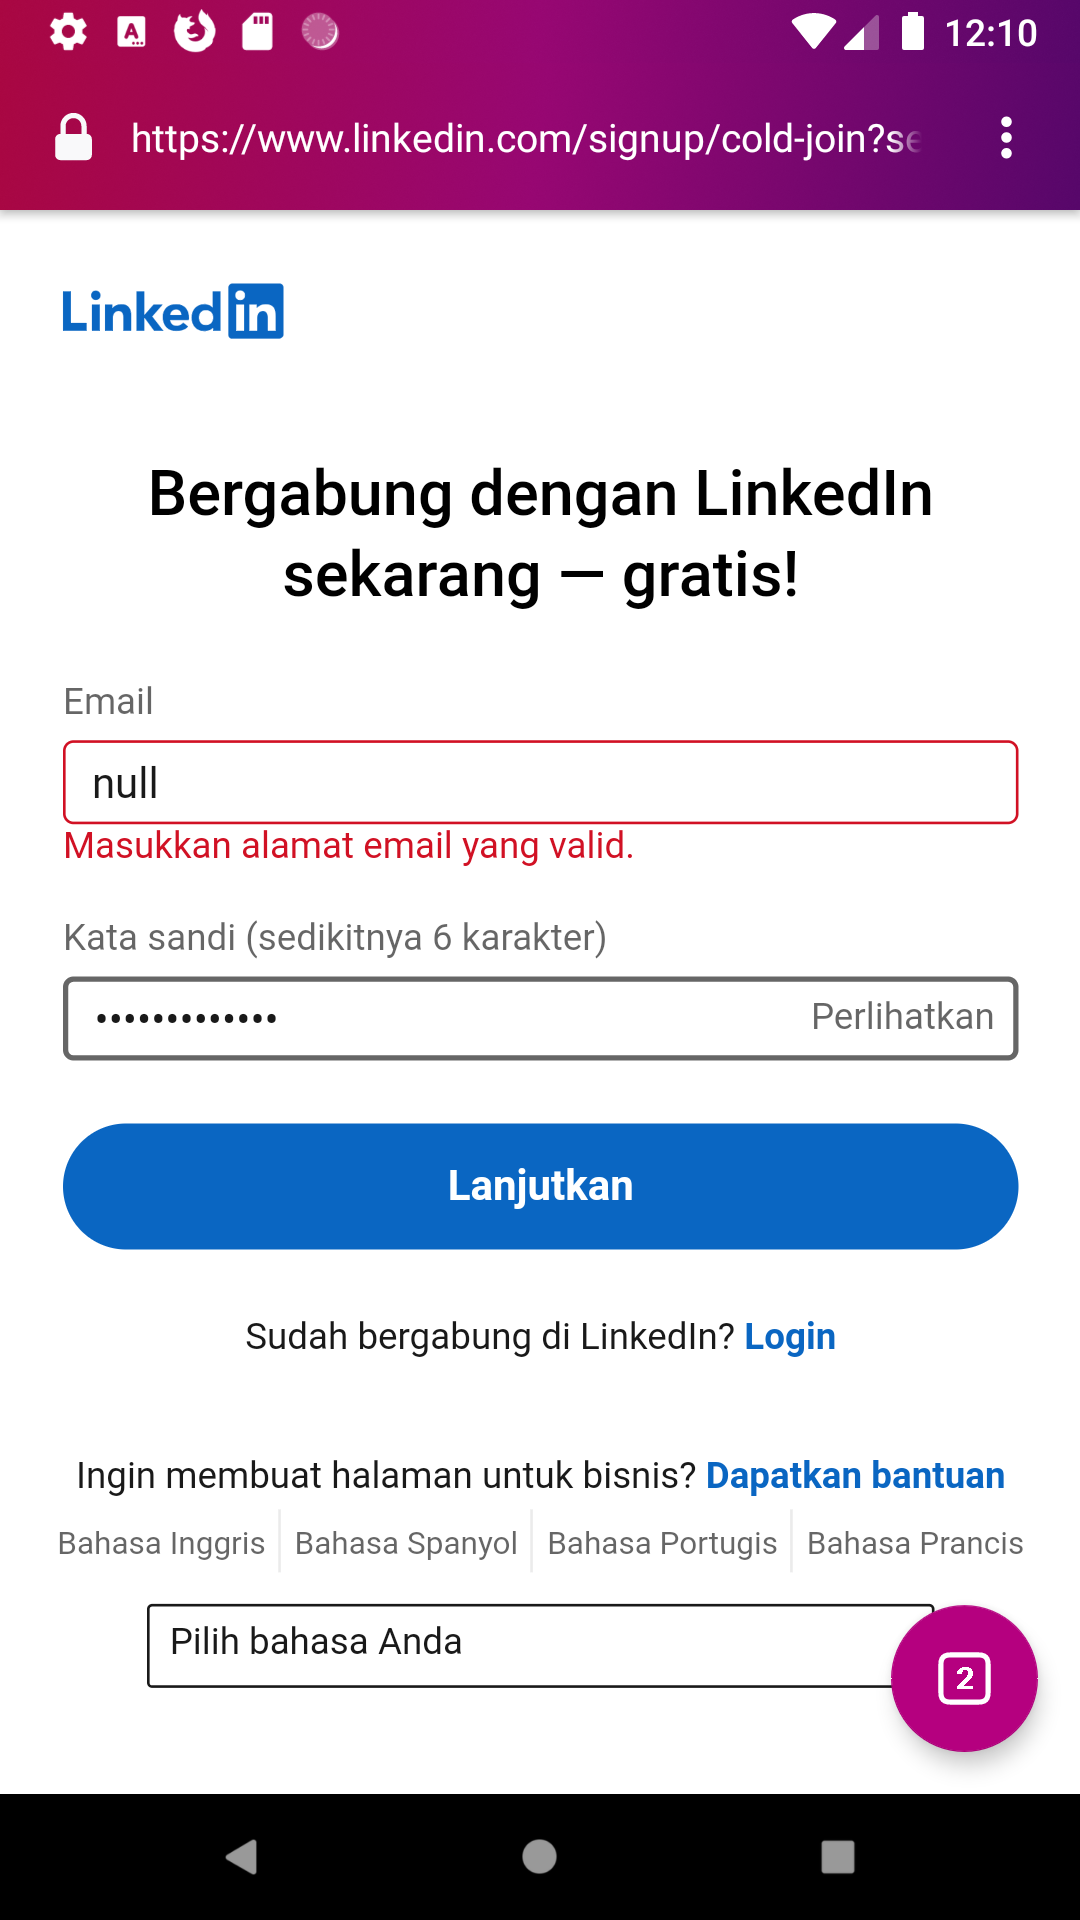 12:10
https://www.linkedin.com/signup/cold-join?se
Linkedin
Bergabung dengan LinkedIn
sekarang — gratis!
Email
null
Masukkan alamat email yang valid.
Kata sandi (sedikitnya 6 karakter)
•••••••••••••
Perlihatkan
Lanjutkan
Sudah bergabung di LinkedIn? Login
Ingin membuat halaman untuk bisnis? Dapatkan bantuan
Bahasa Inggris Bahasa Spanyol Bahasa Portugis Bahasa Prancis
Pilih bahasa Anda
2